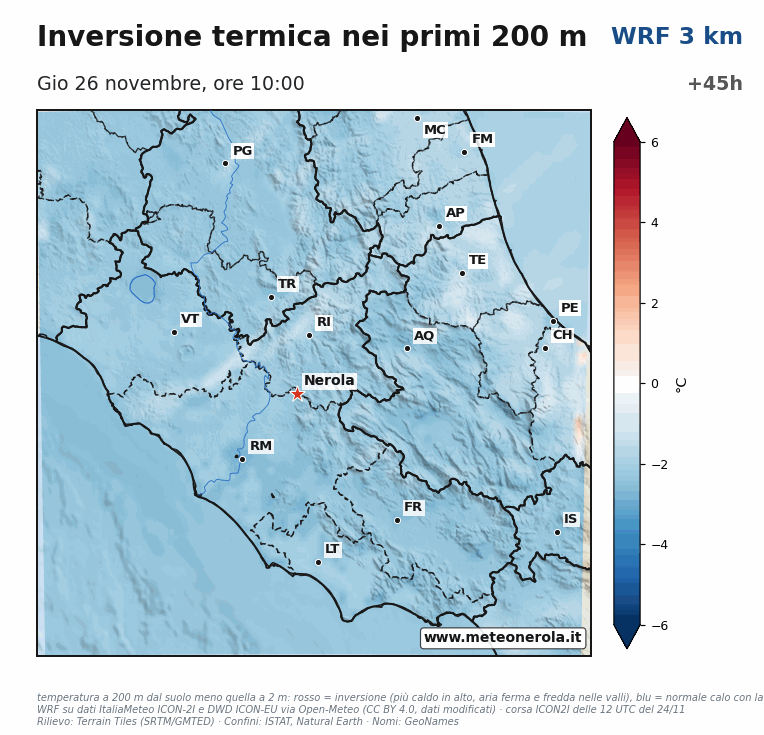 Inversione termica nei primi 200 m WRF 3 km
Gio 26 novembre, ore 10:00 +45h
MC
FM
PG
AP
TE
TR
PE
VT
RI
AQ
CH
Nerola
RM
FR
IS
LT
www.meteonerola.it
6
4
2
0
−2
−4
−6
°C
temperatura a 200 m dal suolo meno quella a 2 m: rosso = inversione (più caldo in alto, aria ferma e fredda nelle valli), blu = normale calo con la
WRF su dati ItaliaMeteo ICON-2I e DWD ICON-EU via Open-Meteo (CC BY 4.0, dati modificati) · corsa ICON2I delle 12 UTC del 24/11
Rilievo: Terrain Tiles (SRTM/GMTED) · Confini: ISTAT, Natural Earth · Nomi: GeoNames